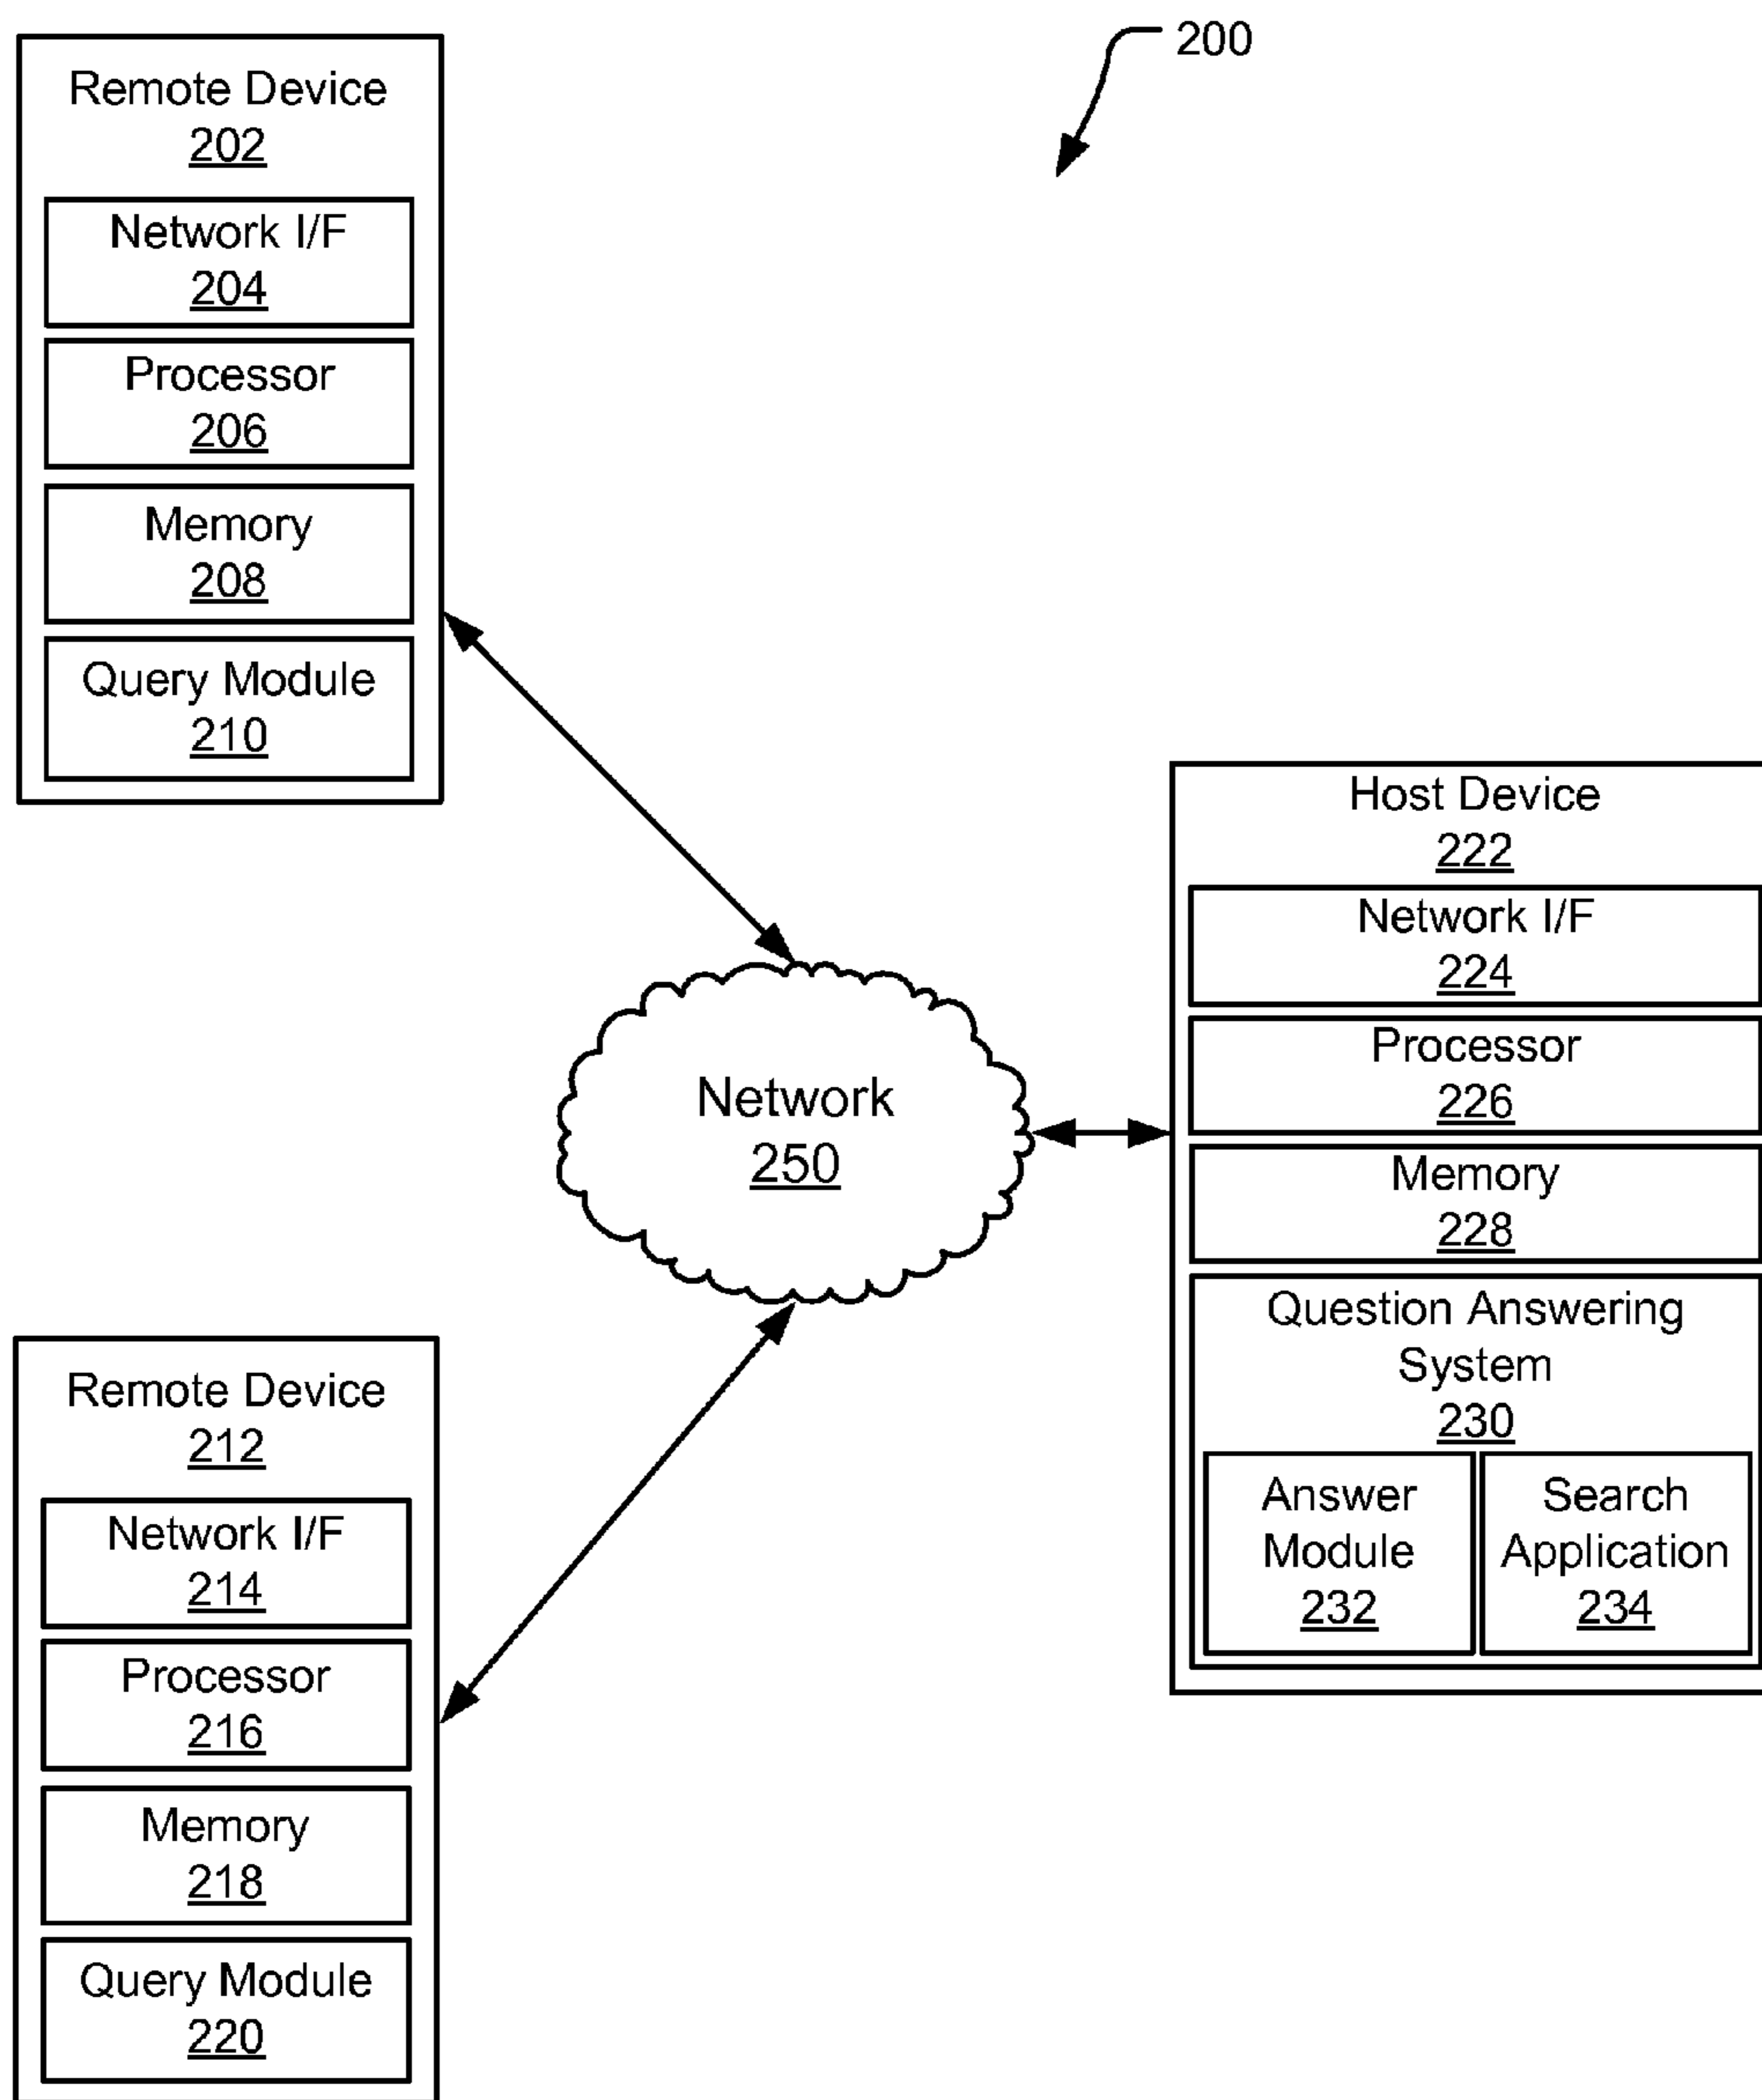 200
Remote Device
202
Network I/F
204
Processor
206
Memory
208
Query Module
210
Host Device
222
Network I/F
224
Processor
226
Memory
228
Question Answering
System
230
Answer
Module
232
Search
Application
234
Network
250
Remote Device
212
Network I/F
214
Processor
216
Memory
218
Query Module
220